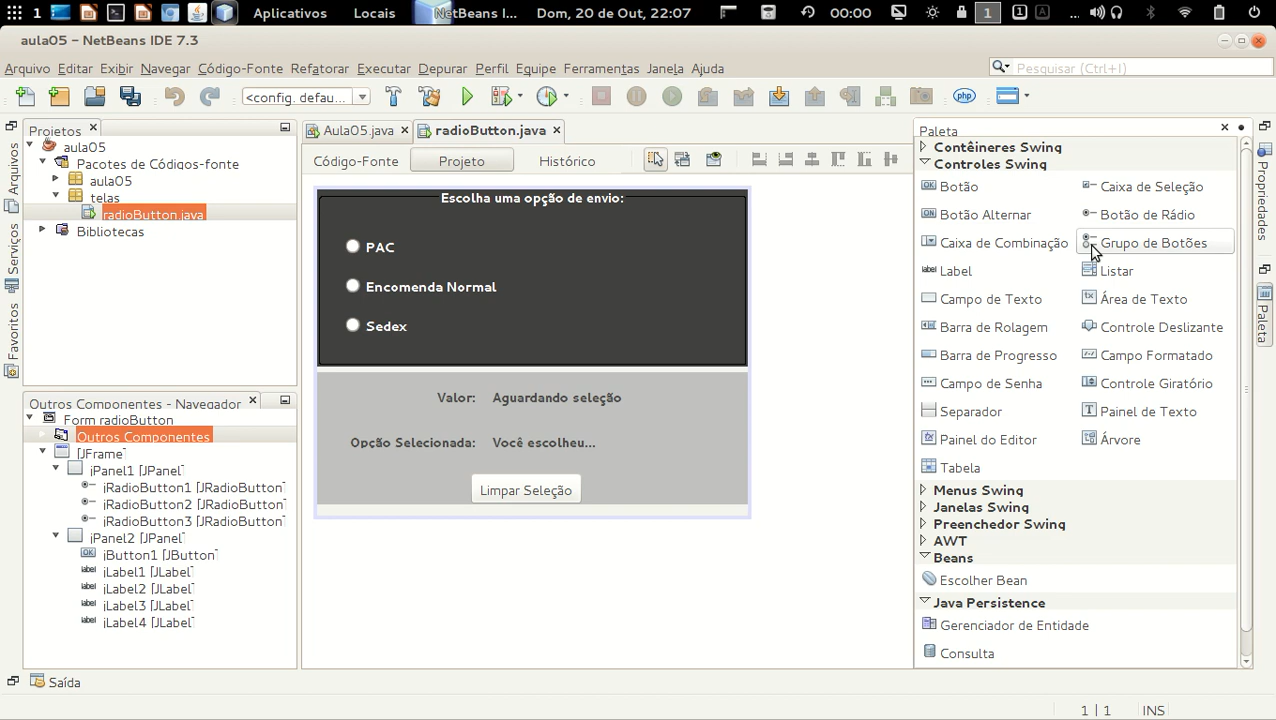 1 Aplicativos Locais NetBeans I... Dom, 20 de Out, 22:07 00:00 1 1 A ...
aula05 - NetBeans IDE 7.3
Arquivo Editar Exibir Navegar Código-Fonte Refatorar Executar Depurar Perfil Equipe Ferramentas Janela Ajuda
Pesquisar (Ctrl+I)
<config. defau...
php
Projetos
aula05
Pacotes de Códigos-fonte
aula05
telas
radioButton.java
Bibliotecas
Arquivos
Serviços
Favoritos
Outros Componentes - Navegador
Form radioButton
Outros Componentes
[JFrame]
jPanel1 [JPanel]
jRadioButton1 [JRadioButton]
jRadioButton2 [JRadioButton]
jRadioButton3 [JRadioButton]
jPanel2 [JPanel]
jButton1 [JButton]
jLabel1 [JLabel]
jLabel2 [JLabel]
jLabel3 [JLabel]
jLabel4 [JLabel]
Aula05.java radioButton.java
Código-Fonte Projeto Histórico
Escolha uma opção de envio:
PAC
Encomenda Normal
Sedex
Valor: Aguardando seleção
Opção Selecionada: Você escolheu...
Limpar Seleção
Paleta
Contêineres Swing
Controles Swing
Botão Caixa de Seleção
Botão Alternar Botão de Rádio
Caixa de Combinação Grupo de Botões
Label Listar
Campo de Texto Área de Texto
Barra de Rolagem Controle Deslizante
Barra de Progresso Campo Formatado
Campo de Senha Controle Giratório
Separador Painel de Texto
Painel do Editor Árvore
Tabela
Menus Swing
Janelas Swing
Preenchedor Swing
AWT
Beans
Escolher Bean
Java Persistence
Gerenciador de Entidade
Consulta
Propriedades
Paleta
Saída
1 | 1 INS